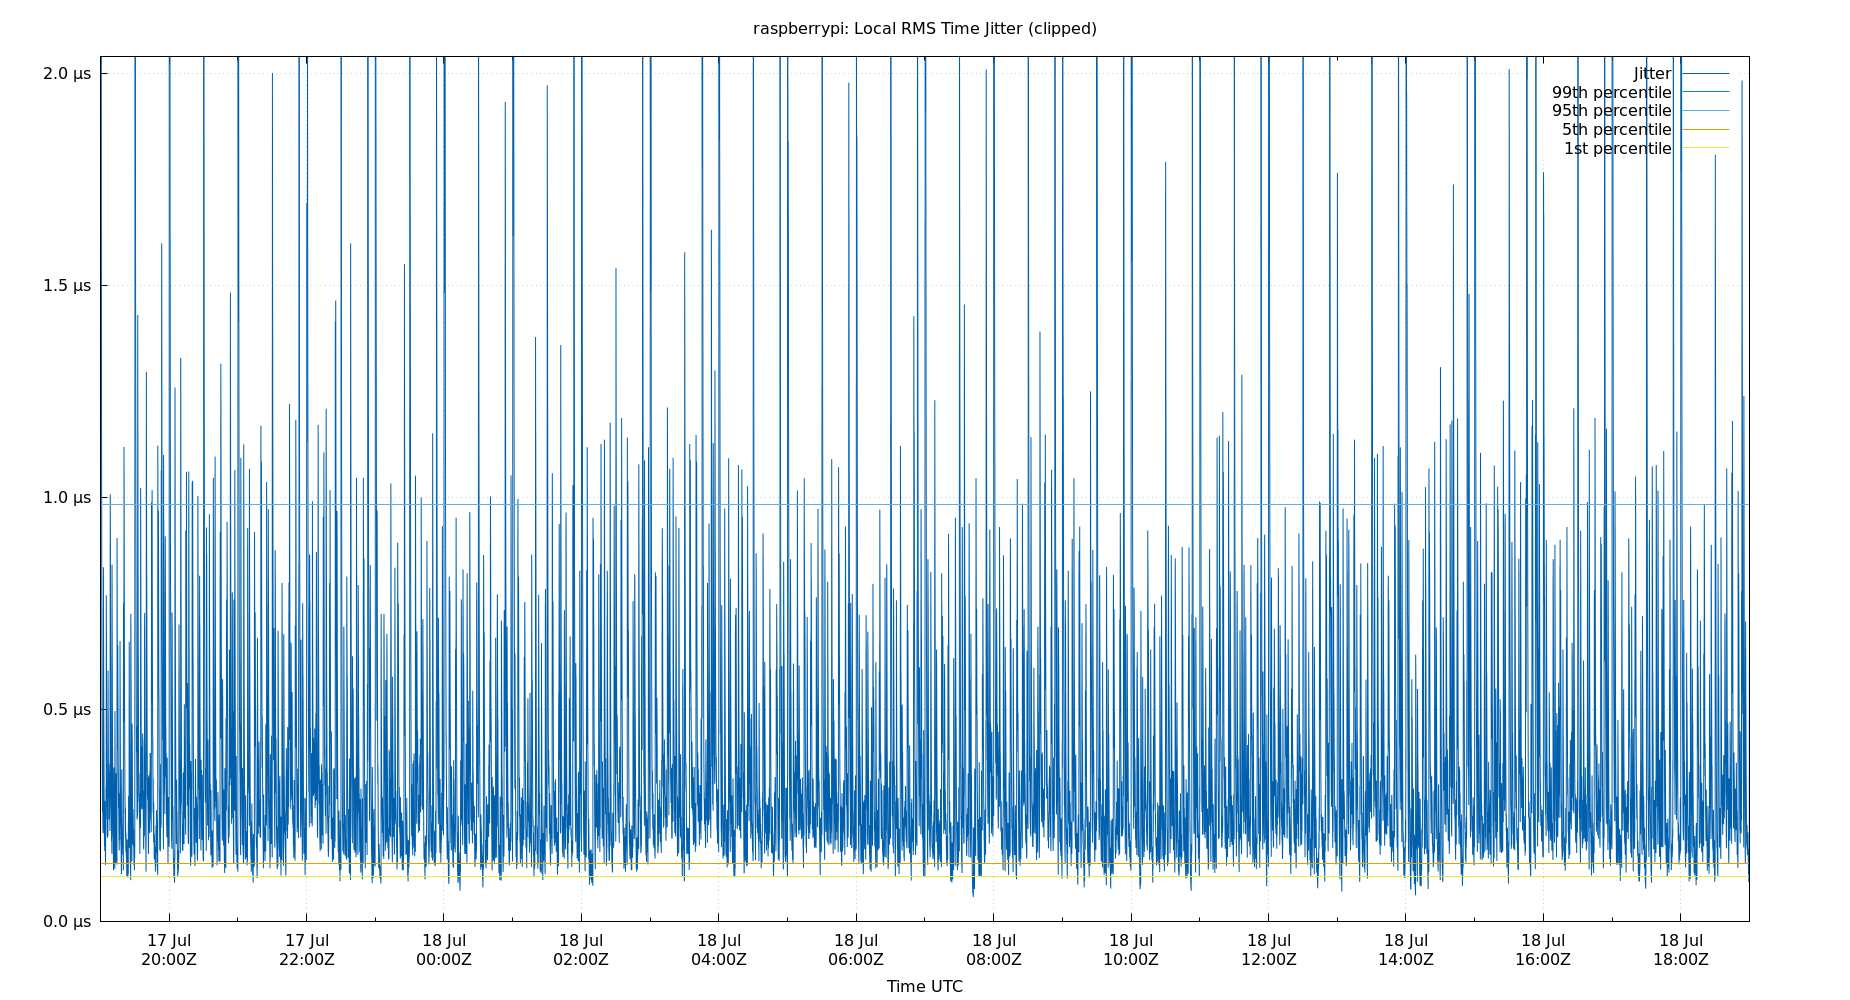 raspberrypi: Local RMS Time Jitter (clipped)
2.0 µs
1.5 µs
1.0 µs
0.5 µs
0.0 µs
Jitter
99th percentile
95th percentile
5th percentile
1st percentile
17 Jul 17 Jul 18 Jul 18 Jul 18 Jul 18 Jul 18 Jul 18 Jul 18 Jul 18 Jul 18 Jul 18 Jul
20:00Z 22:00Z 00:00Z 02:00Z 04:00Z 06:00Z 08:00Z 10:00Z 12:00Z 14:00Z 16:00Z 18:00Z
Time UTC